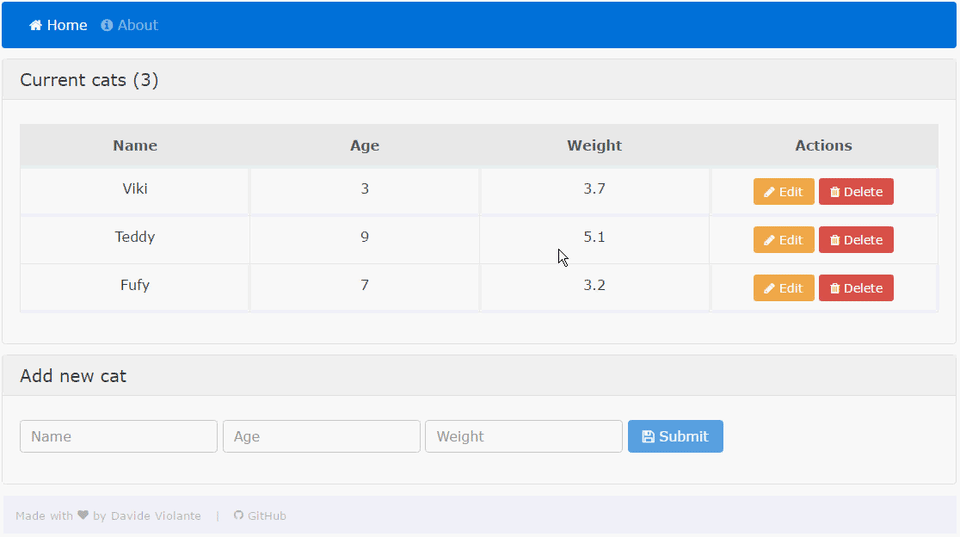 Home About
Current cats (3)
Name Age Weight Actions
Viki 3 3.7 Edit Delete
Teddy 9 5.1 Edit Delete
Fufy 7 3.2 Edit Delete
Add new cat
Name Age Weight Submit
Made with by Davide Violante | GitHub